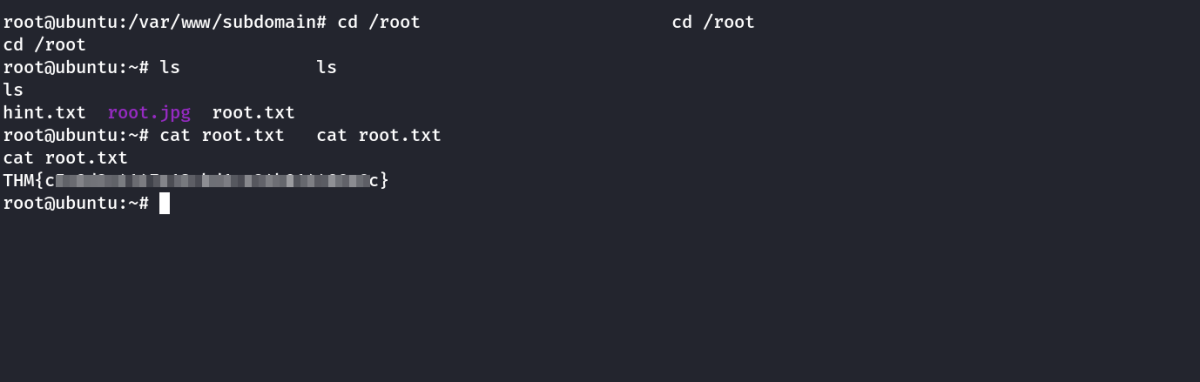 root@ubuntu:/var/www/subdomain# cd /root cd /root
cd /root
root@ubuntu:~# ls ls
ls
hint.txt root.jpg root.txt
root@ubuntu:~# cat root.txt cat root.txt
cat root.txt
THM{c c}
root@ubuntu:~#